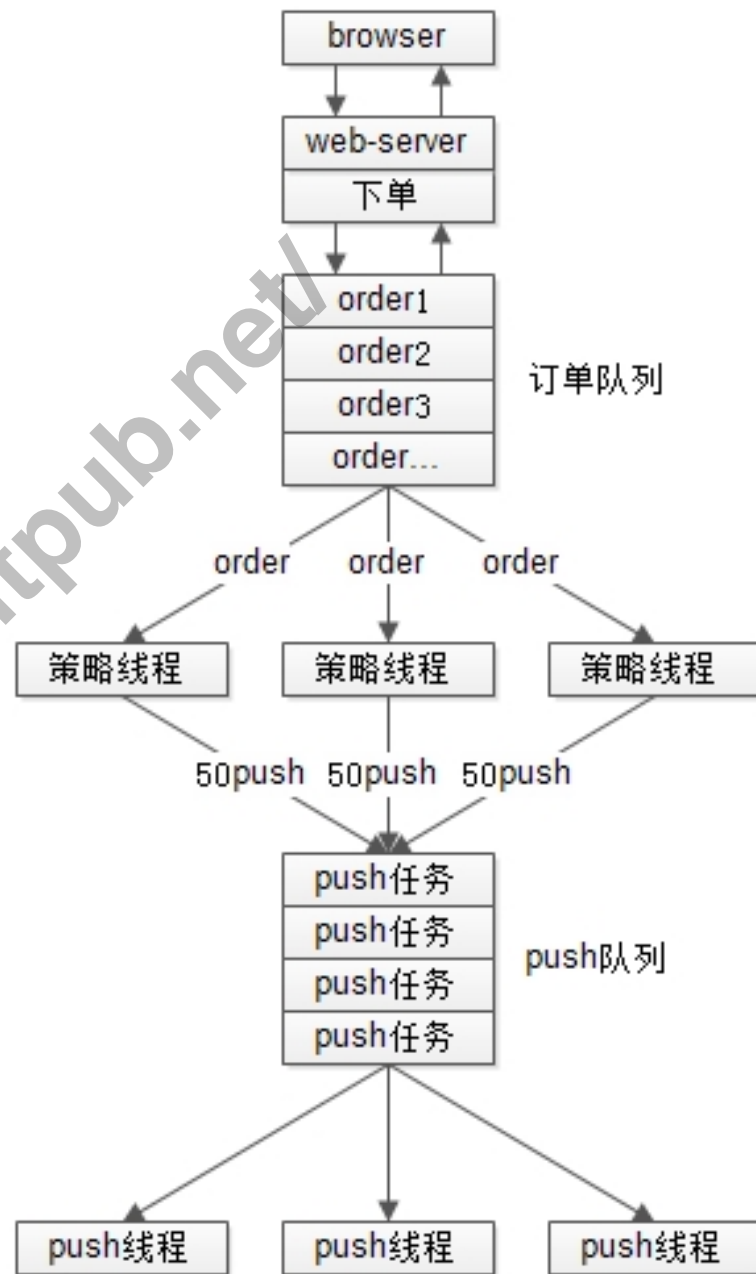 browser
web-server
下单
order1
order2
order3
order...
订单队列
order order order
策略线程 策略线程 策略线程
50push 50push 50push
push任务
push任务
push任务
push任务
push队列
push线程 push线程 push线程
tpub.net/